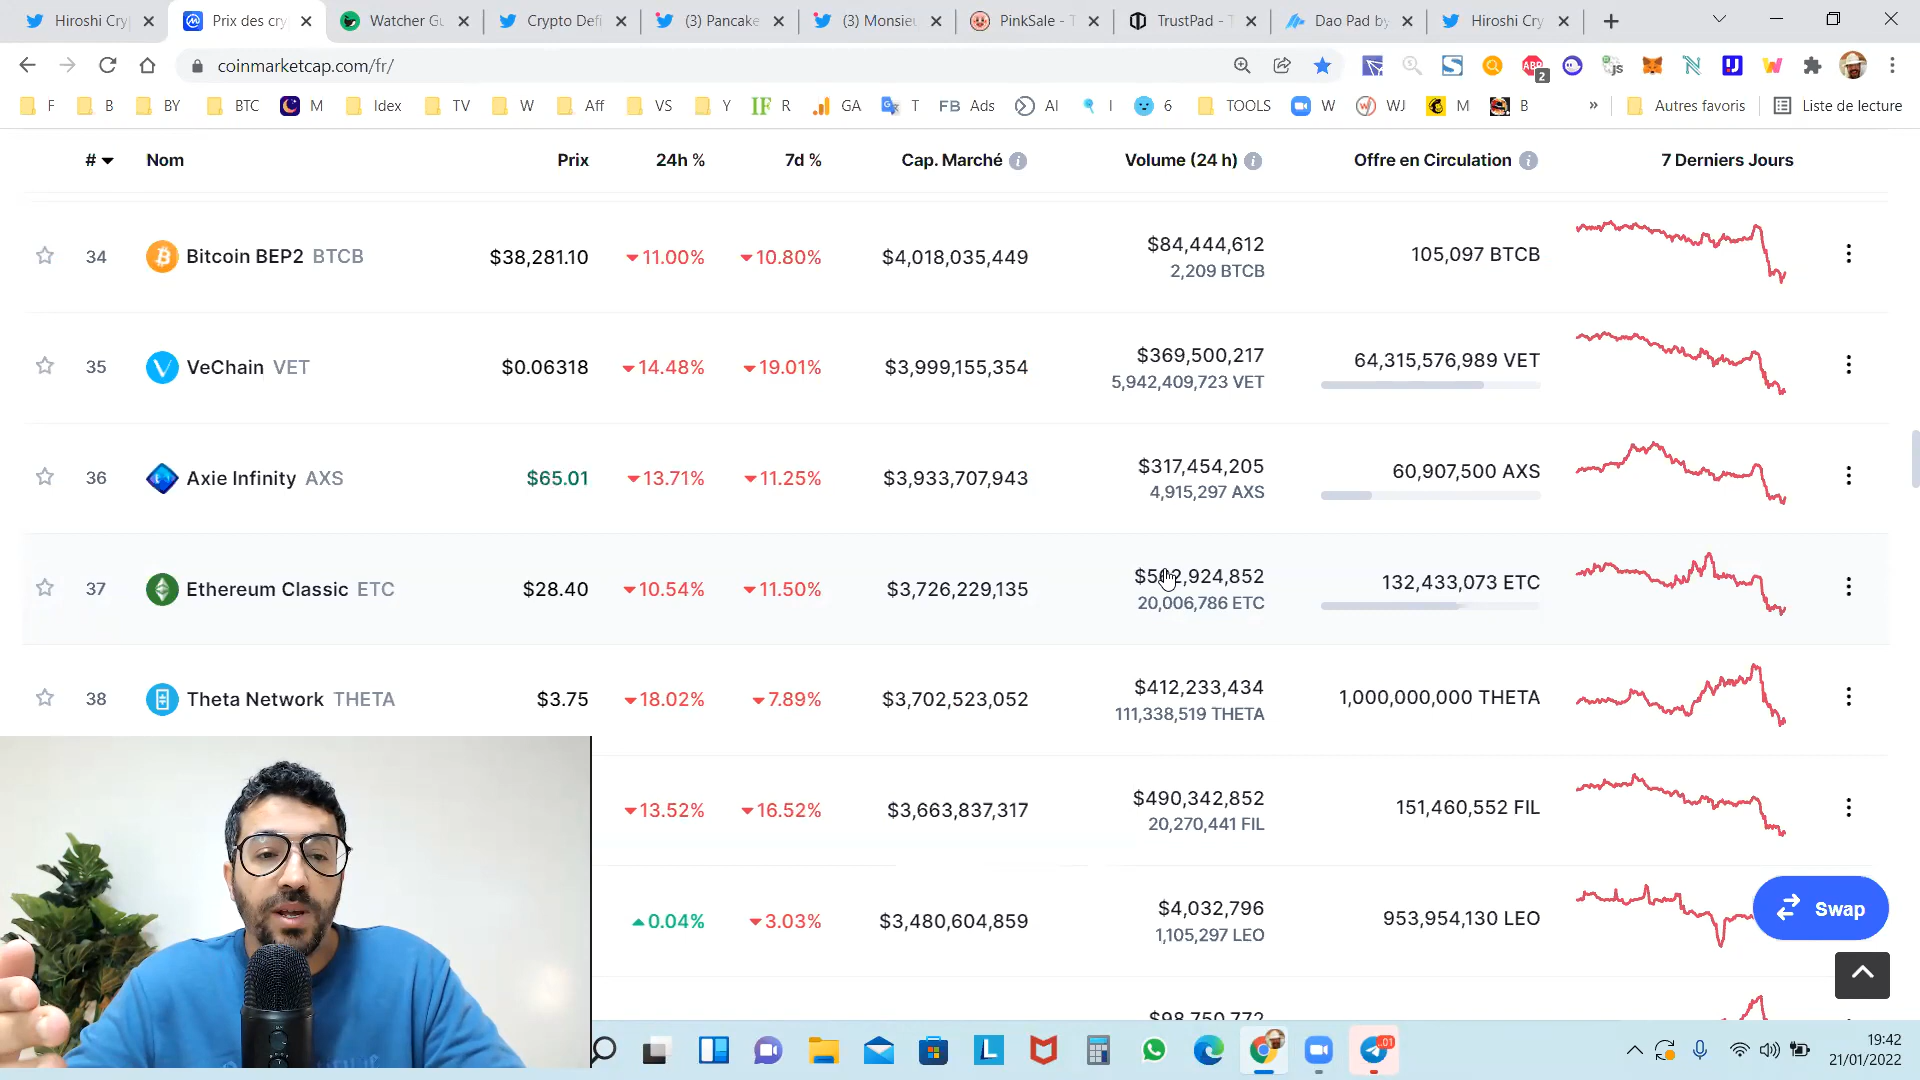 Hiroshi Cry
Prix des cry
Watcher Gu
Crypto Defi
(3) Pancake
(3) Monsieu
PinkSale - T
TrustPad - T
Dao Pad by
Hiroshi Cry
coinmarketcap.com/fr/
ABP 2
F B BY BTC M Idex TV W Aff VS Y IF R GA T FB Ads AI I 6 TOOLS W WJ M B » Autres favoris Liste de lecture
# Nom Prix 24h % 7d % Cap. Marché Volume (24 h) Offre en Circulation 7 Derniers Jours
34 Bitcoin BEP2 BTCB $38,281.10 11.00% 10.80% $4,018,035,449 $84,444,612 105,097 BTCB
2,209 BTCB
35 VeChain VET $0.06318 14.48% 19.01% $3,999,155,354 $369,500,217 64,315,576,989 VET
5,942,409,723 VET
36 Axie Infinity AXS $65.01 13.71% 11.25% $3,933,707,943 $317,454,205 60,907,500 AXS
4,915,297 AXS
37 Ethereum Classic ETC $28.40 10.54% 11.50% $3,726,229,135 132,433,073 ETC
20,006,786 ETC
38 Theta Network THETA $3.75 18.02% 7.89% $3,702,523,052 $412,233,434 1,000,000,000 THETA
111,338,519 THETA
13.52% 16.52% $3,663,837,317 $490,342,852 151,460,552 FIL
20,270,441 FIL
0.04% 3.03% $3,480,604,859 $4,032,796 953,954,130 LEO
1,105,297 LEO
Swap
$98,750,772
19:42
21/01/2022